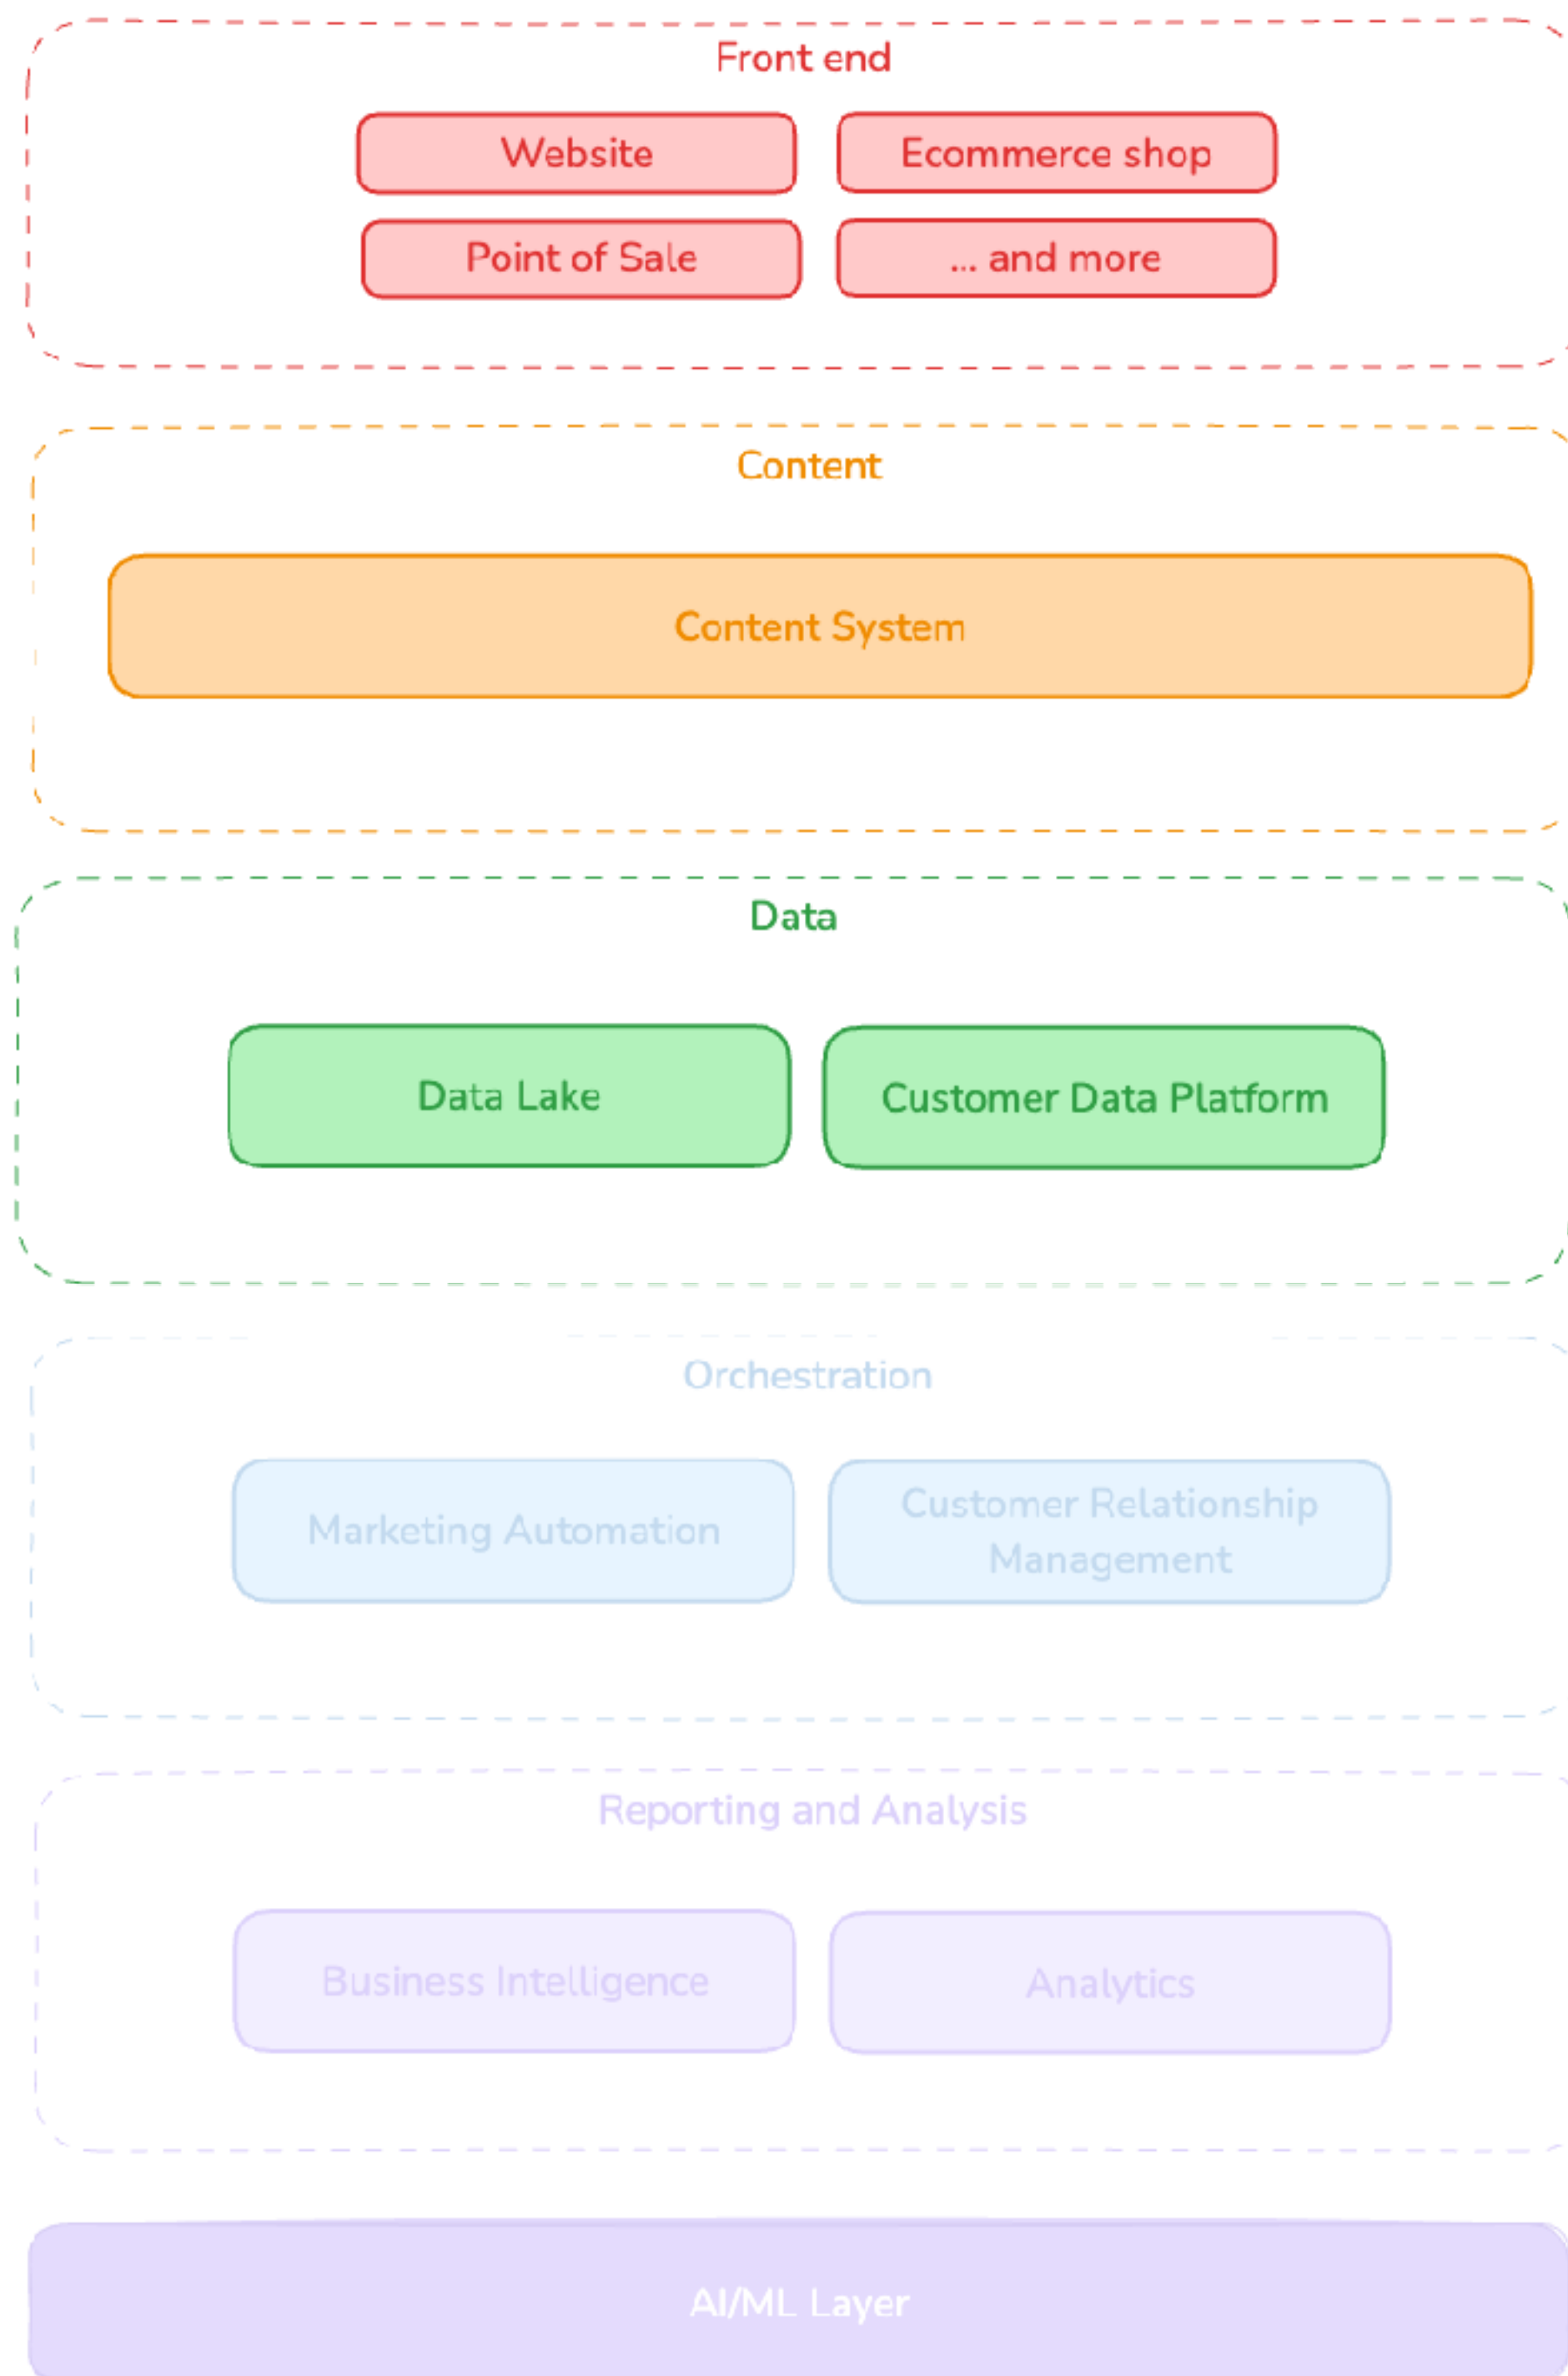 Front end
Website
Ecommerce shop
Point of Sale
... and more
Content
Content System
Data
Data Lake
Customer Data Platform
Orchestration
Marketing Automation
Customer Relationship
Management
Reporting and Analysis
Business Intelligence
Analytics
AI/ML Layer